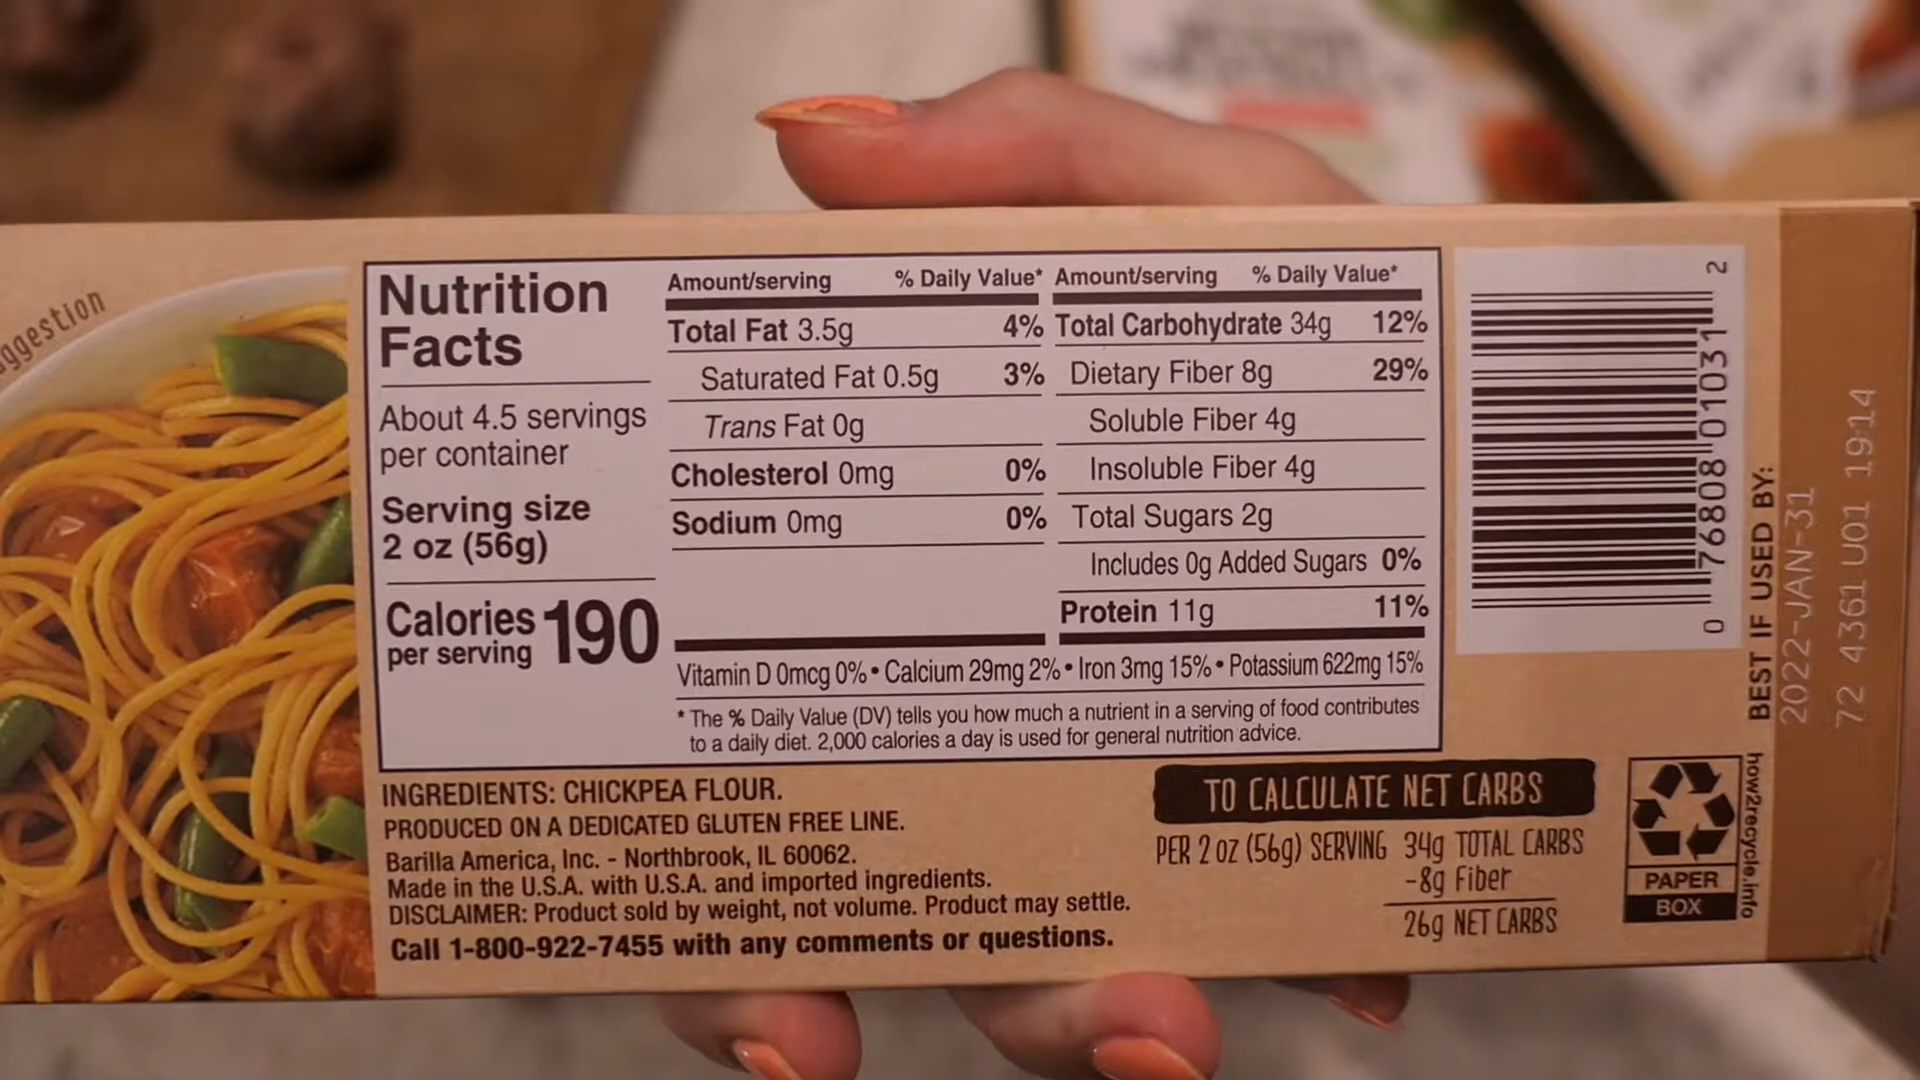 Nutrition
Facts
About 4.5 servings
per container
Serving size
2 oz (56g)
Calories 190
per serving
Amount/serving % Daily Value*
Total Fat 3.5g 4%
Saturated Fat 0.5g 3%
Trans Fat 0g
Cholesterol 0mg 0%
Sodium 0mg 0%
Amount/serving % Daily Value*
Total Carbohydrate 34g 12%
Dietary Fiber 8g 29%
Soluble Fiber 4g
Insoluble Fiber 4g
Total Sugars 2g
Includes 0g Added Sugars 0%
Protein 11g 11%
Vitamin D 0mcg 0% • Calcium 29mg 2% • Iron 3mg 15% • Potassium 622mg 15%
* The % Daily Value (DV) tells you how much a nutrient in a serving of food contributes
to a daily diet. 2,000 calories a day is used for general nutrition advice.
INGREDIENTS: CHICKPEA FLOUR.
PRODUCED ON A DEDICATED GLUTEN FREE LINE.
Barilla America, Inc. - Northbrook, IL 60062.
Made in the U.S.A. with U.S.A. and imported ingredients.
DISCLAIMER: Product sold by weight, not volume. Product may settle.
Call 1-800-922-7455 with any comments or questions.
TO CALCULATE NET CARBS
PER 2 OZ (56g) SERVING 34g TOTAL CARBS
-8g Fiber
26g NET CARBS
0 76808 01031 2
BEST IF USED BY:
2022-JAN-31
72 4361 U01 19:14
PAPER
BOX
how2recycle.info